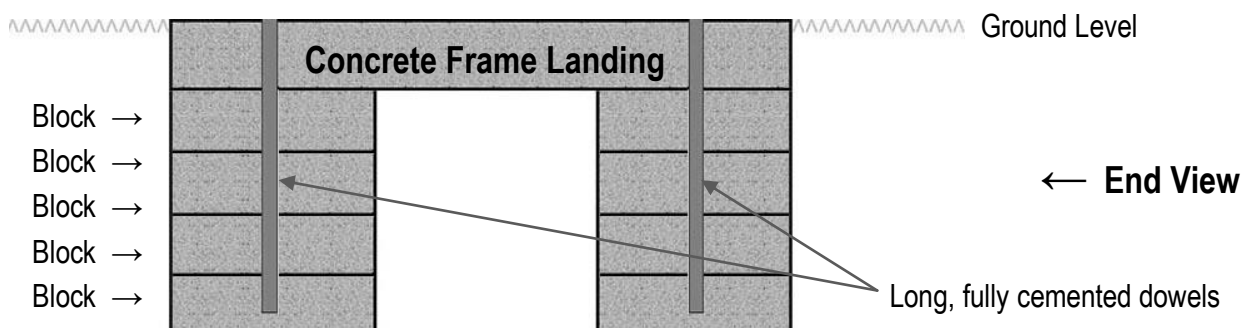 Ground Level
Concrete Frame Landing
Block →
Block →
← End View
Block →
Block →
Block →
Long, fully cemented dowels